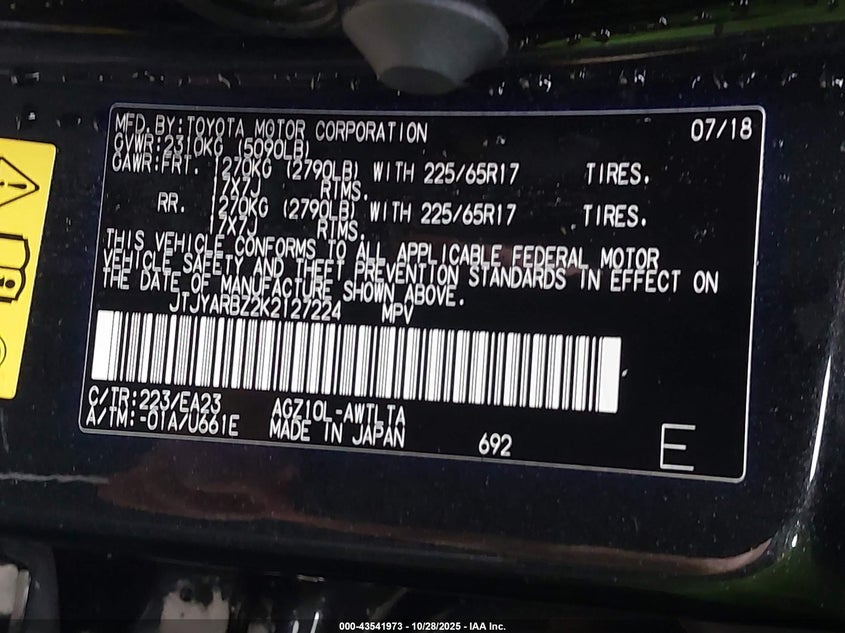 MFD.BY:TOYOTA MOTOR CORPORATION 07/18
GVWR:2310KG (5090LB)
GAWR:FRT. 1270KG (2790LB) WITH 225/65R17 TIRES.
17X7J RIMS.
RR. 1270KG (2790LB) WITH 225/65R17 TIRES.
17X7J RIMS.
THIS VEHICLE CONFORMS TO ALL APPLICABLE FEDERAL MOTOR
VEHICLE SAFETY AND THEFT PREVENTION STANDARDS IN EFFECT ON
THE DATE OF MANUFACTURE SHOWN ABOVE.
JTJYARBZ2K2127224 MPV
C/TR:223/EA23 AGZ10L-AWTLTA
A/TM:-01A/U661E MADE IN JAPAN 692 E
000-43541973 - 10/28/2025 - IAA Inc.